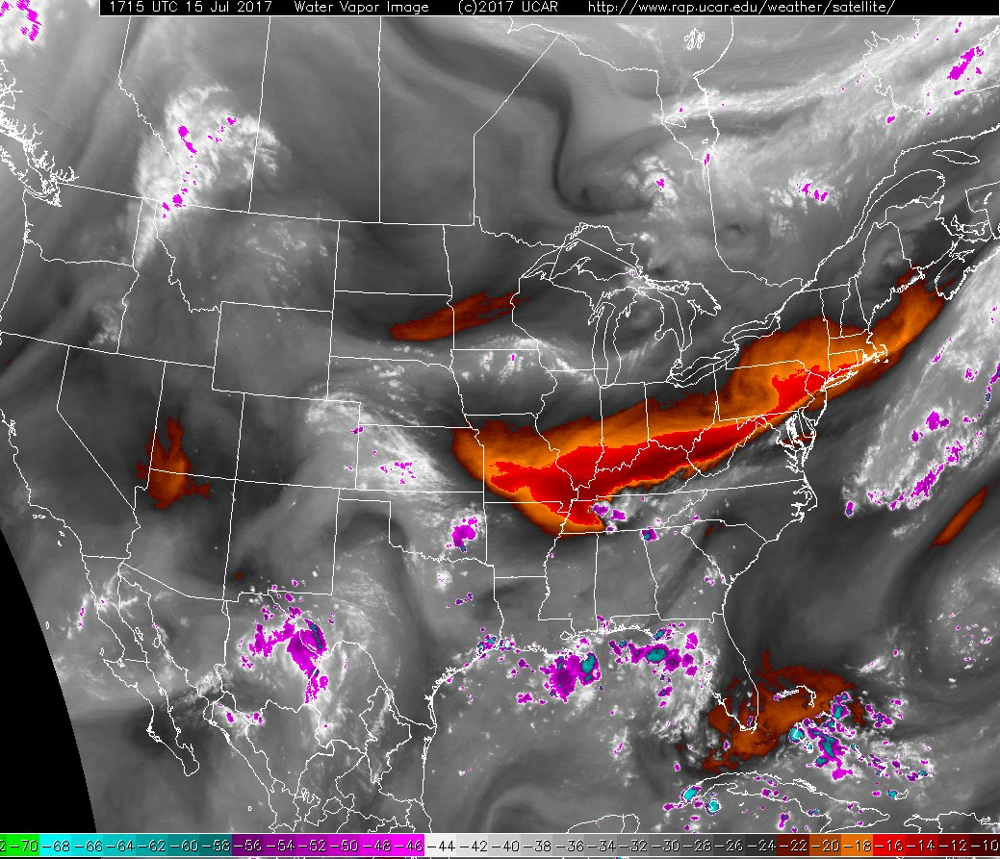 1715 UTC 15 Jul 2017 Water Vapor Image (c)2017 UCAR http://www.rap.ucar.edu/weather/satellite/
2 -70 -68 -66 -64 -62 -60 -58 -56 -54 -52 -50 -48 -46 -44 -42 -40 -38 -36 -34 -32 -30 -28 -26 -24 -22 -20 -18 -16 -14 -12 -10